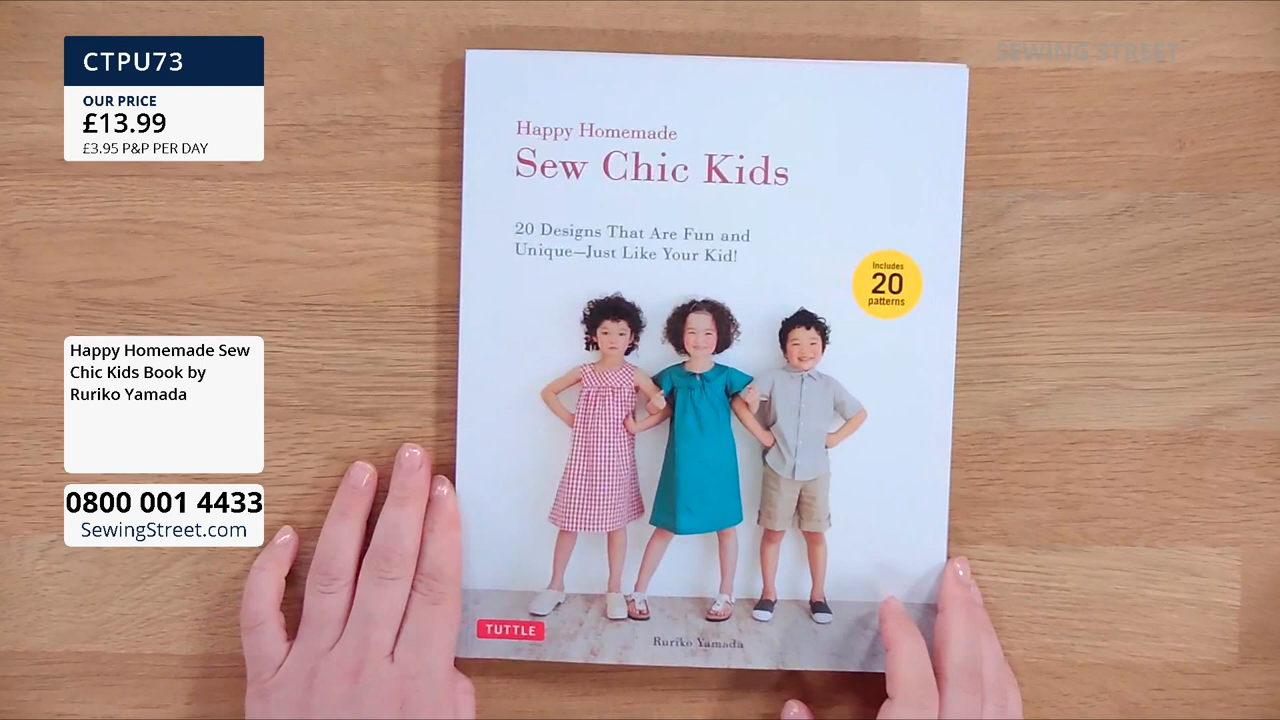 CTPU73
OUR PRICE
£13.99
£3.95 P&P PER DAY
SEWING STREET
Happy Homemade
Sew Chic Kids
20 Designs That Are Fun and
Unique—Just Like Your Kid!
Includes
20
patterns
Happy Homemade Sew
Chic Kids Book by
Ruriko Yamada
0800 001 4433
SewingStreet.com
TUTTLE
Ruriko Yamada